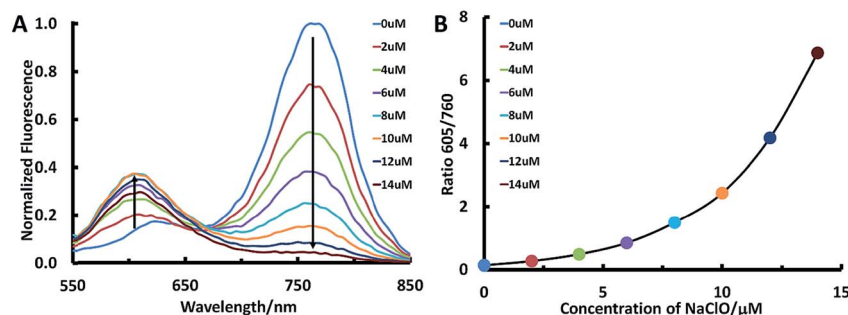 A
Normalized Fluorescence
1.0
0.8
0.6
0.4
0.2
0.0
550
650
750
850
Wavelength/nm
0uM
2uM
4uM
6uM
8uM
10uM
12uM
14uM
B
Ratio 605/760
8
6
4
2
0
0
5
10
15
Concentration of NaClO/μM
0uM
2uM
4uM
6uM
8uM
10uM
12uM
14uM